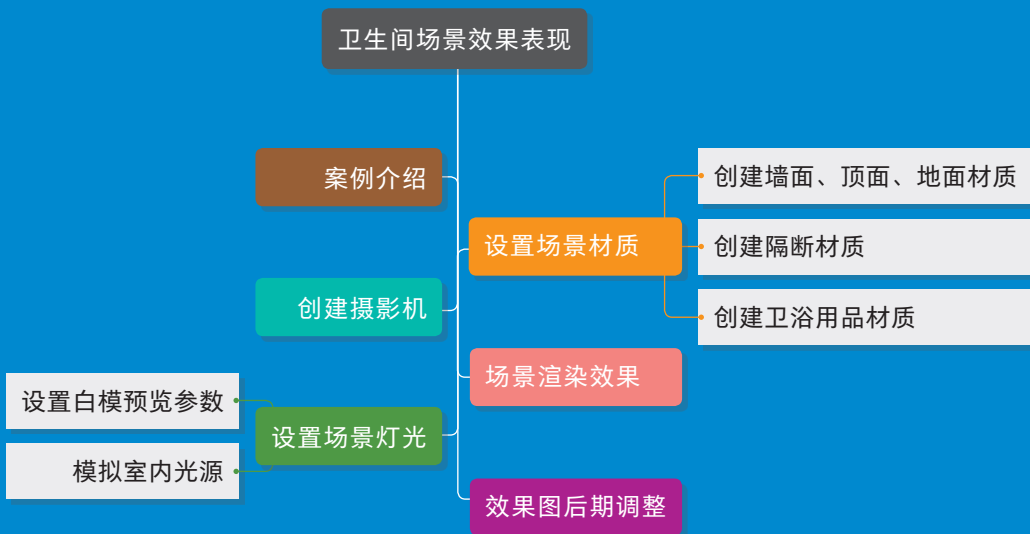 卫生间场景效果表现
案例介绍
创建摄影机
设置场景灯光
设置白模预览参数
模拟室内光源
设置场景材质
创建墙面、顶面、地面材质
创建隔断材质
创建卫浴用品材质
场景渲染效果
效果图后期调整